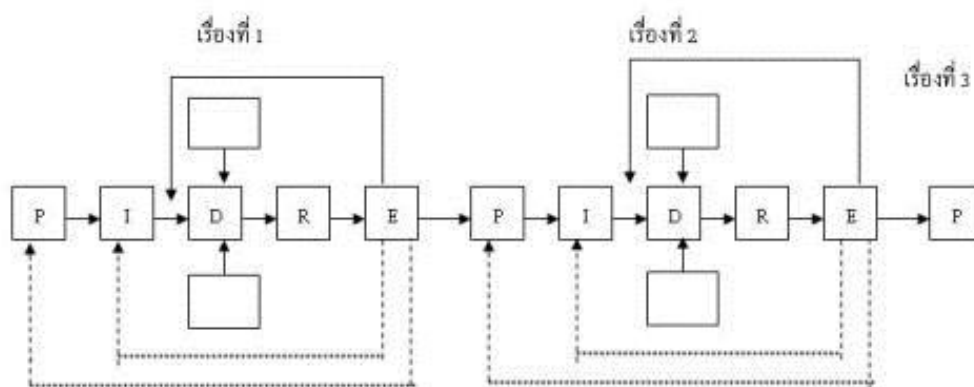 เรื่องที่ 1
เรื่องที่ 2
เรื่องที่ 3
P I D R E P I D R E P